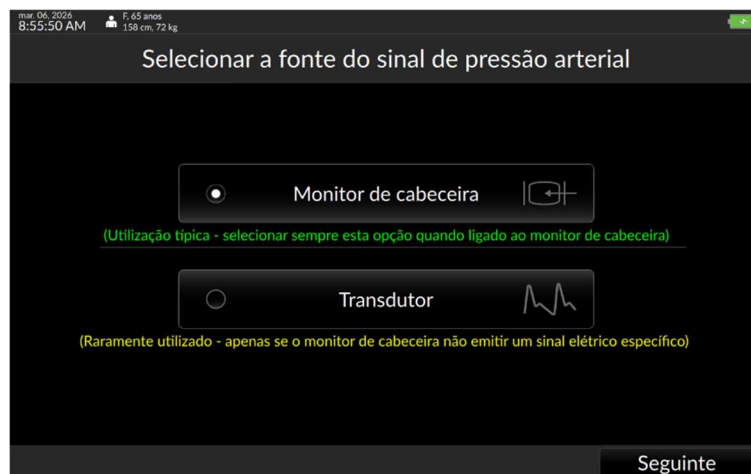 mar. 06, 2026
8:55:50 AM
F, 65 anos
158 cm, 72 kg
Selecionar a fonte do sinal de pressão arterial
Monitor de cabeceira
(Utilização típica - selecionar sempre esta opção quando ligado ao monitor de cabeceira)
Transdutor
(Raramente utilizado - apenas se o monitor de cabeceira não emitir um sinal elétrico específico)
Seguinte